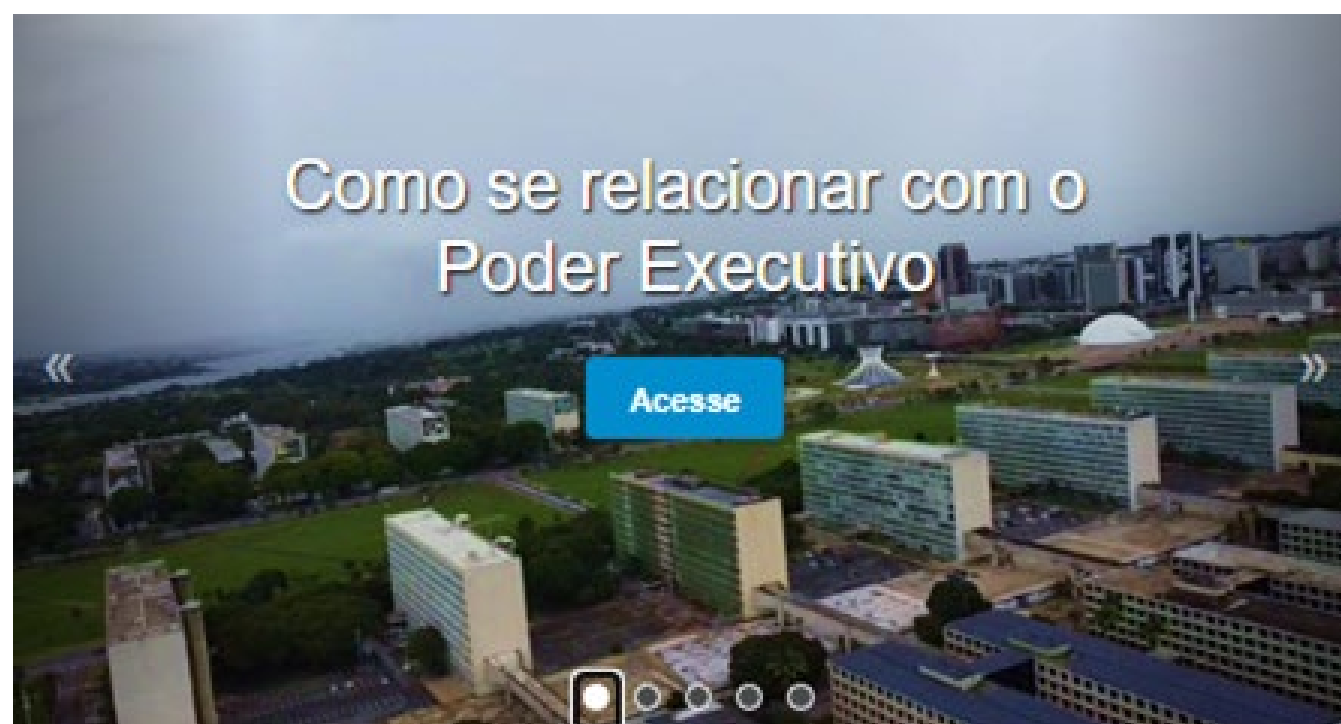 Como se relacionar com o
Poder Executivo
«
»
Acesse